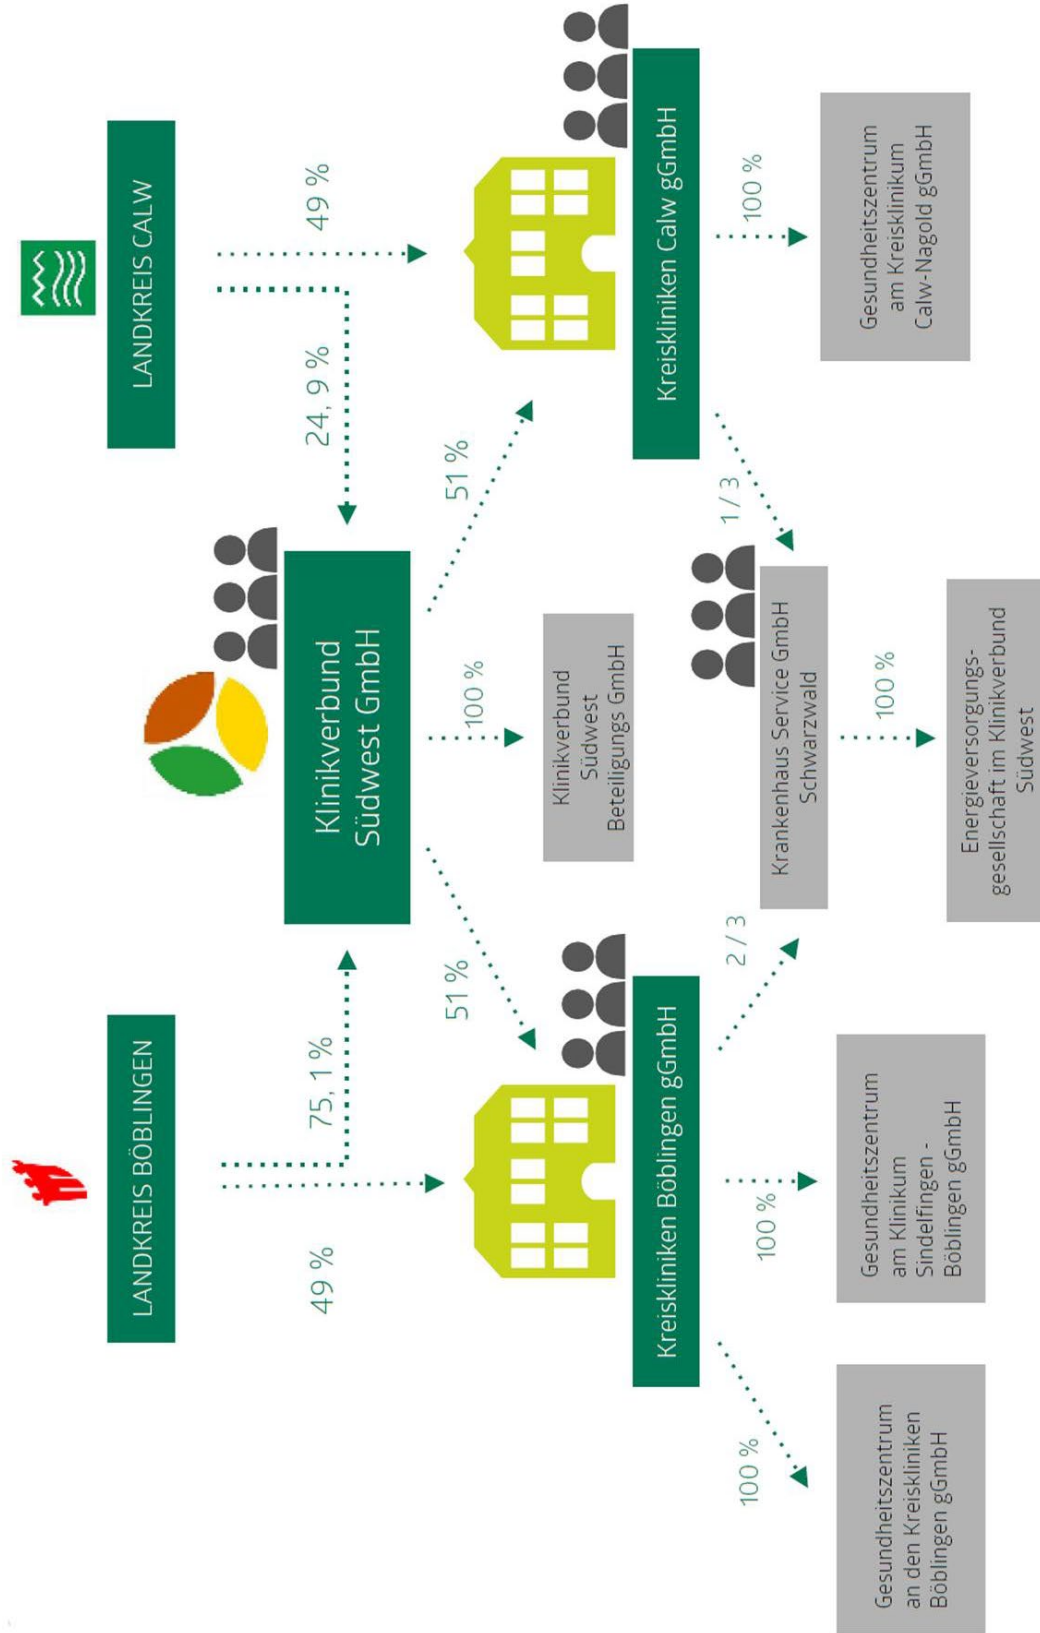 LANDKREIS BÖBLINGEN
LANDKREIS CALW
49 %
75, 1 %
24, 9 %
49 %
Klinikverbund
Südwest GmbH
51 %
100 %
51 %
Klinikverbund
Südwest
Beteiligungs GmbH
Kreiskliniken Böblingen gGmbH
Kreiskliniken Calw gGmbH
100 %
100 %
2 / 3
1 / 3
100 %
Krankenhaus Service GmbH
Schwarzwald
Gesundheitszentrum
an den Kreiskliniken
Böblingen gGmbH
Gesundheitszentrum
am Klinikum
Sindelfingen -
Böblingen gGmbH
100 %
Gesundheitszentrum
am Kreisklinikum
Calw-Nagold gGmbH
Energieversorgungs-
gesellschaft im Klinikverbund
Südwest